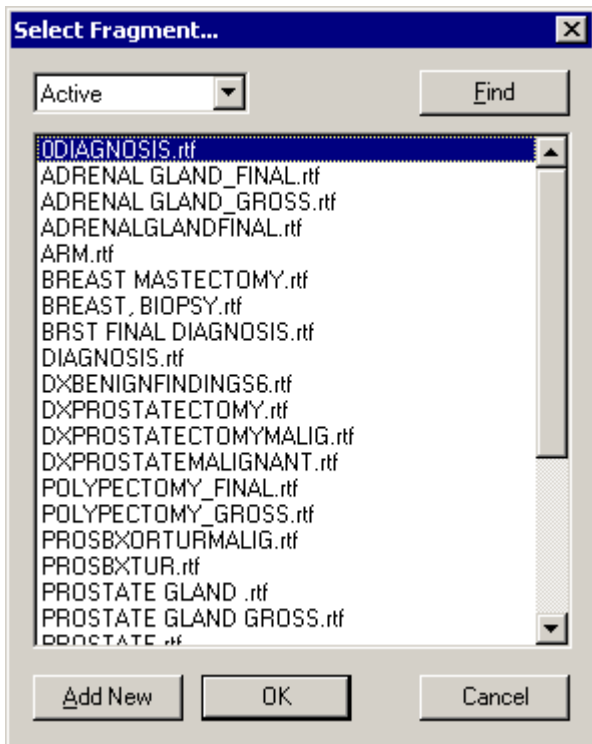 Select Fragment...
Active
Find
0DIAGNOSIS.rtf
ADRENAL GLAND_FINAL.rtf
ADRENAL GLAND_GROSS.rtf
ADRENALGLANDFINAL.rtf
ARM.rtf
BREAST MASTECTOMY.rtf
BREAST, BIOPSY.rtf
BRST FINAL DIAGNOSIS.rtf
DIAGNOSIS.rtf
DXBENIGNFINDINGS6.rtf
DXPROSTATECTOMY.rtf
DXPROSTATECTOMYMALIG.rtf
DXPROSTATEMALIGNANT.rtf
POLYPECTOMY_FINAL.rtf
POLYPECTOMY_GROSS.rtf
PROSBXORTURMALIG.rtf
PROSBXTUR.rtf
PROSTATE GLAND .rtf
PROSTATE GLAND GROSS.rtf
PROSTATE.rtf
Add New
OK
Cancel